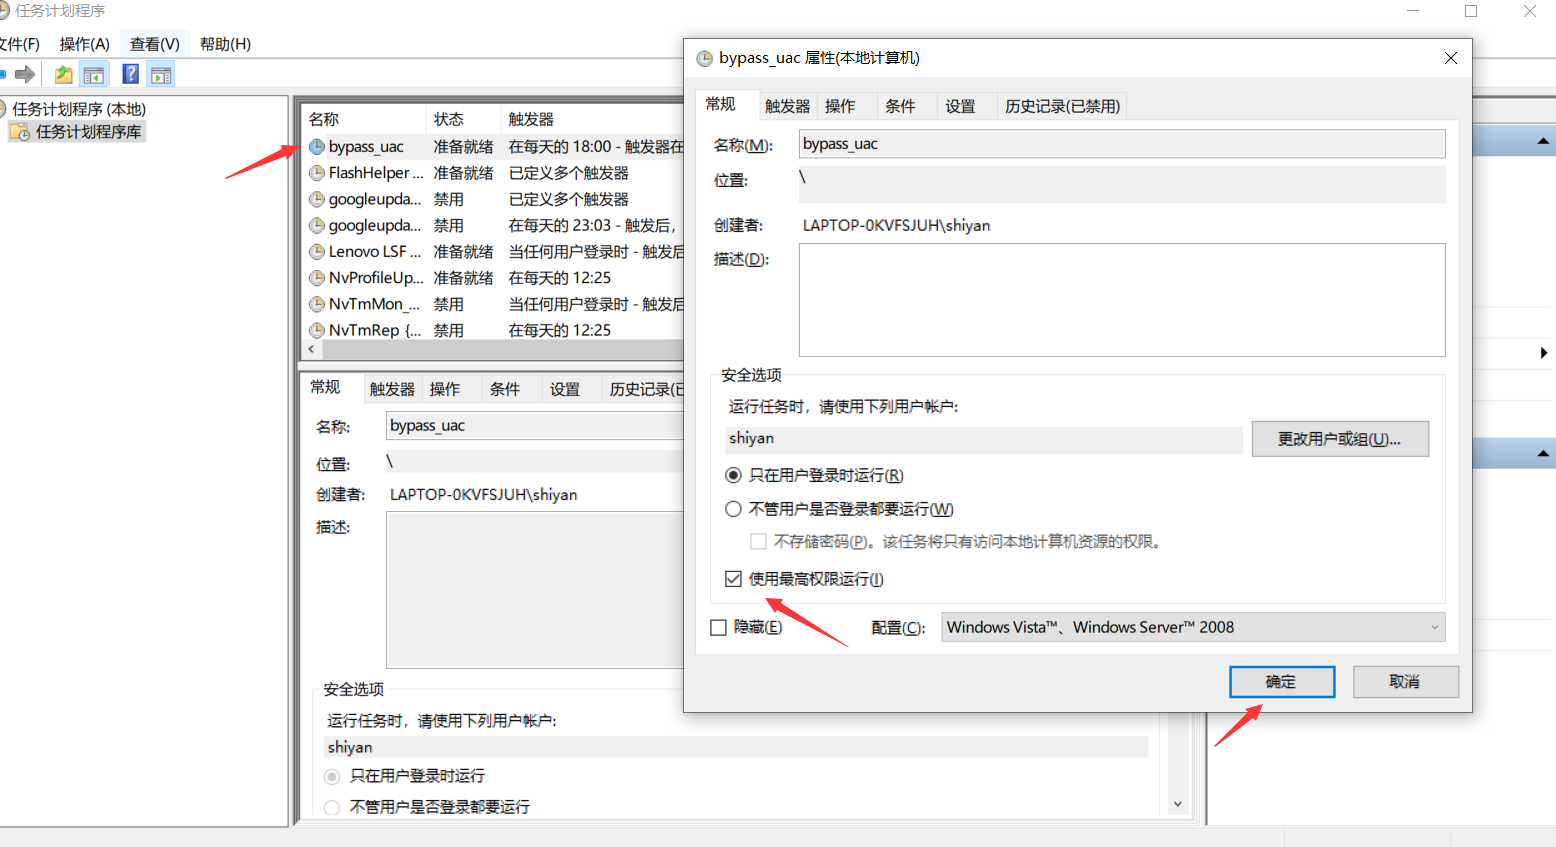 任务计划程序
文件(F) 操作(A) 查看(V) 帮助(H)
任务计划程序 (本地)
任务计划程序库
名称 状态 触发器
bypass_uac 准备就绪 在每天的 18:00 - 触发器在
FlashHelper ... 准备就绪 已定义多个触发器
googleupda... 禁用 已定义多个触发器
googleupda... 禁用 在每天的 23:03 - 触发后,
Lenovo LSF ... 准备就绪 当任何用户登录时 - 触发后
NvProfileUp... 准备就绪 在每天的 12:25
NvTmMon_... 禁用 当任何用户登录时 - 触发后
NvTmRep_{... 禁用 在每天的 12:25
常规 触发器 操作 条件 设置 历史记录(已
名称: bypass_uac
位置: \
创建者: LAPTOP-0KVFSJUH\shiyan
描述:
安全选项
运行任务时，请使用下列用户帐户:
shiyan
只在用户登录时运行
不管用户是否登录都要运行
bypass_uac 属性(本地计算机)
常规 触发器 操作 条件 设置 历史记录(已禁用)
名称(M): bypass_uac
位置: \
创建者: LAPTOP-0KVFSJUH\shiyan
描述(D):
安全选项
运行任务时，请使用下列用户帐户:
shiyan 更改用户或组(U)...
只在用户登录时运行(R)
不管用户是否登录都要运行(W)
不存储密码(P)。该任务将只有访问本地计算机资源的权限。
使用最高权限运行(I)
隐藏(E) 配置(C): Windows Vista™、Windows Server™ 2008
确定 取消